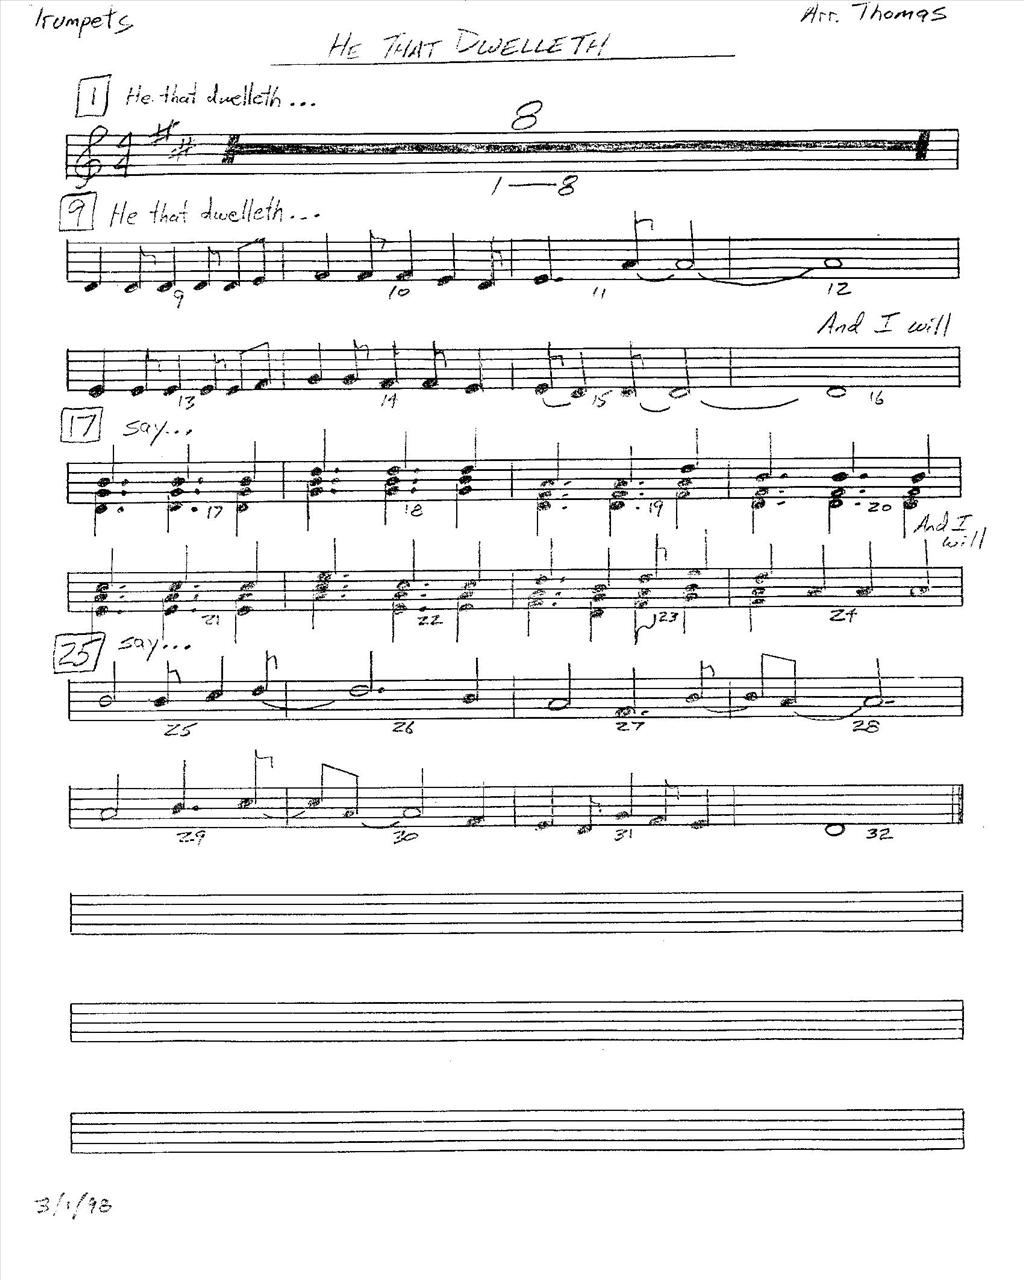 Trumpets
Arr. Thomas
HE THAT DWELLETH
1 He that dwelleth...
4
4
8
1—8
9 He that dwelleth...
9 10 11 12
And I will
13 14 15 16
17 say...
17 18 19 20
And I
will
21 22 23 24
25 say...
25 26 27 28
29 30 31 32
3/1/98